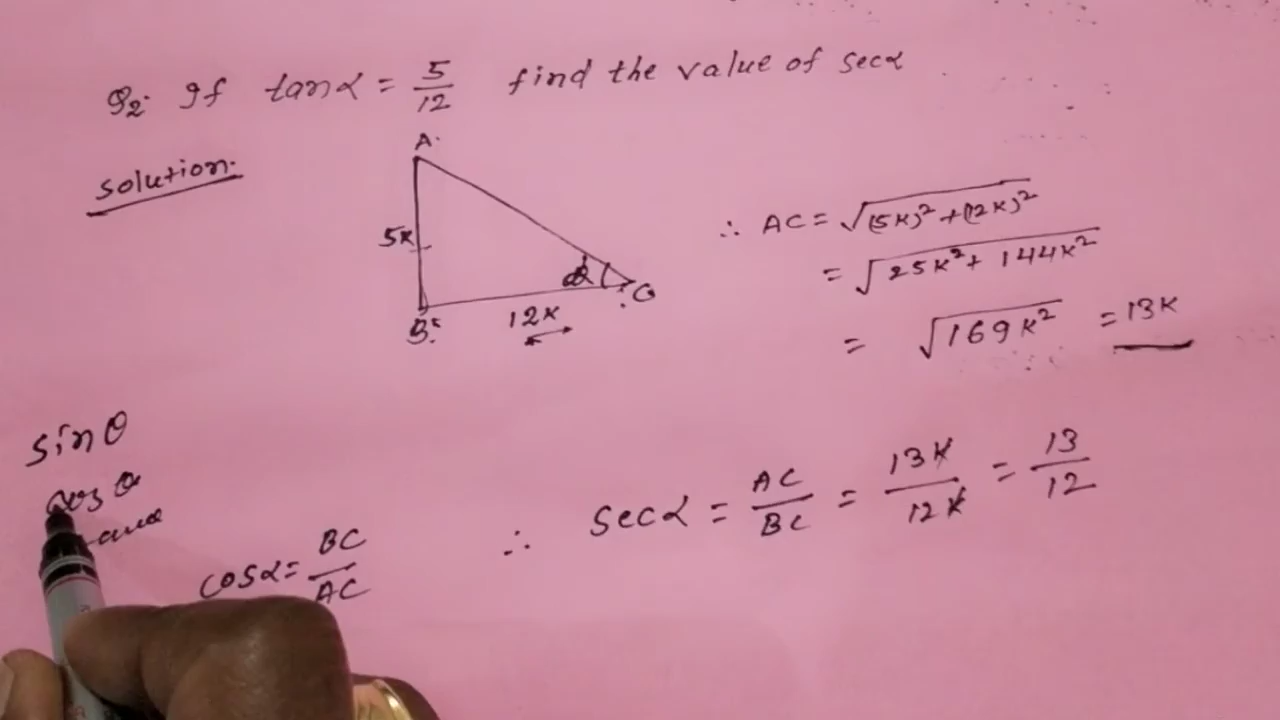 Q2. If tanα = 5/12 find the value of secα
Solution.
A
5k
B
12k
α
C
∴ AC = √(5k)² + (12k)²
= √25k² + 144k²
= √169k² = 13k
sinθ
cosθ
cosα = BC/AC
∴ secα = AC/BC = 13k/12k = 13/12